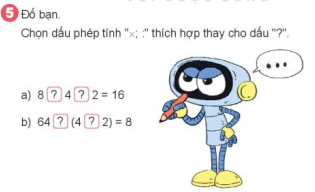 5 Đố bạn.
Chọn dấu phép tính "×; :" thích hợp thay cho dấu "?".
a) 8 ? 4 ? 2 = 16
b) 64 ? (4 ? 2) = 8